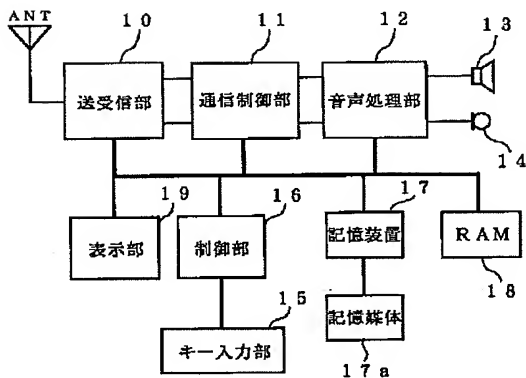 ANT
10
11
12
13
送受信部
通信制御部
音声処理部
14
19
16
17
表示部
制御部
記憶装置
RAM
18
15
キー入力部
記憶媒体
17a